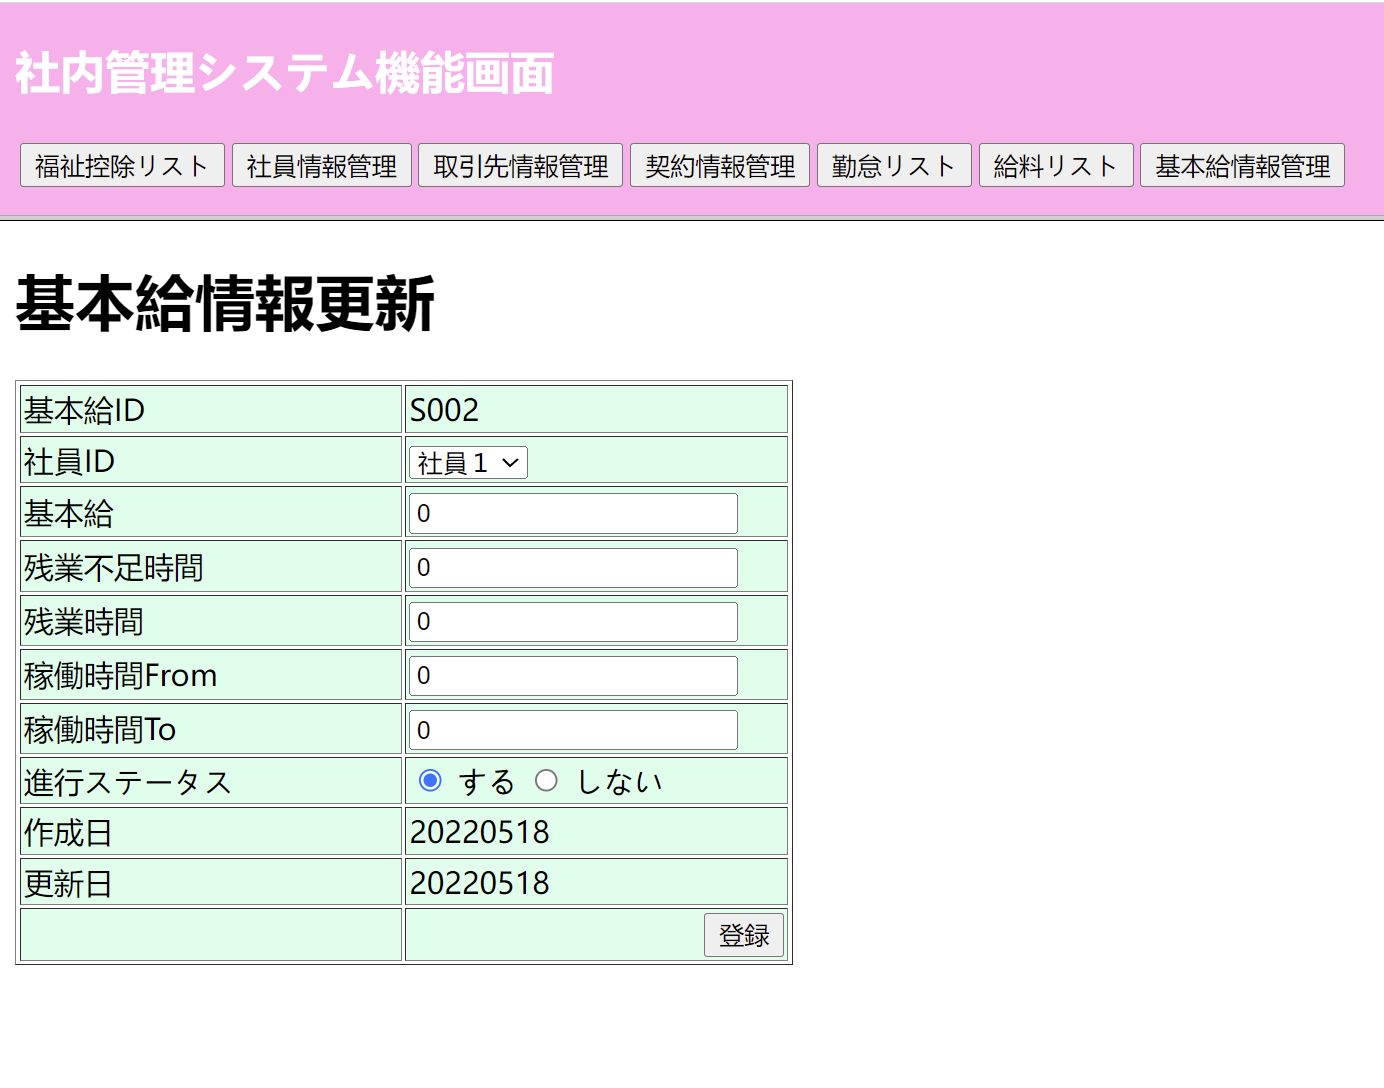 社内管理システム機能画面
福祉控除リスト 社員情報管理 取引先情報管理 契約情報管理 勤怠リスト 給料リスト 基本給情報管理
基本給情報更新
基本給ID S002
社員ID 社員１
基本給 0
残業不足時間 0
残業時間 0
稼働時間From 0
稼働時間To 0
進行ステータス する しない
作成日 20220518
更新日 20220518
登録